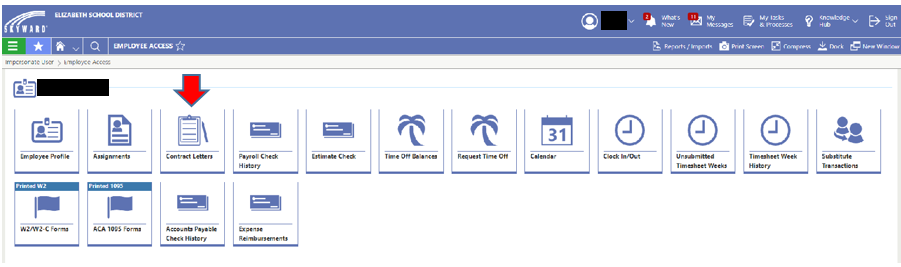 ELIZABETH SCHOOL DISTRICT
SKYWARD
2 What's New
11 My Messages
My Tasks & Processes
Knowledge Hub
Sign Out
EMPLOYEE ACCESS
Reports / Imports
Print Screen
Compress
Dock
New Window
Impersonate User > Employee Access
Employee Profile
Assignments
Contract Letters
Payroll Check
History
Estimate Check
Time Off Balances
Request Time Off
31
Calendar
Clock In/Out
Unsubmitted
Timesheet Weeks
Timesheet Week
History
Substitute
Transactions
Printed W2
W2/W2-C Forms
Printed 1095
ACA 1095 Forms
Accounts Payable
Check History
Expense
Reimbursements